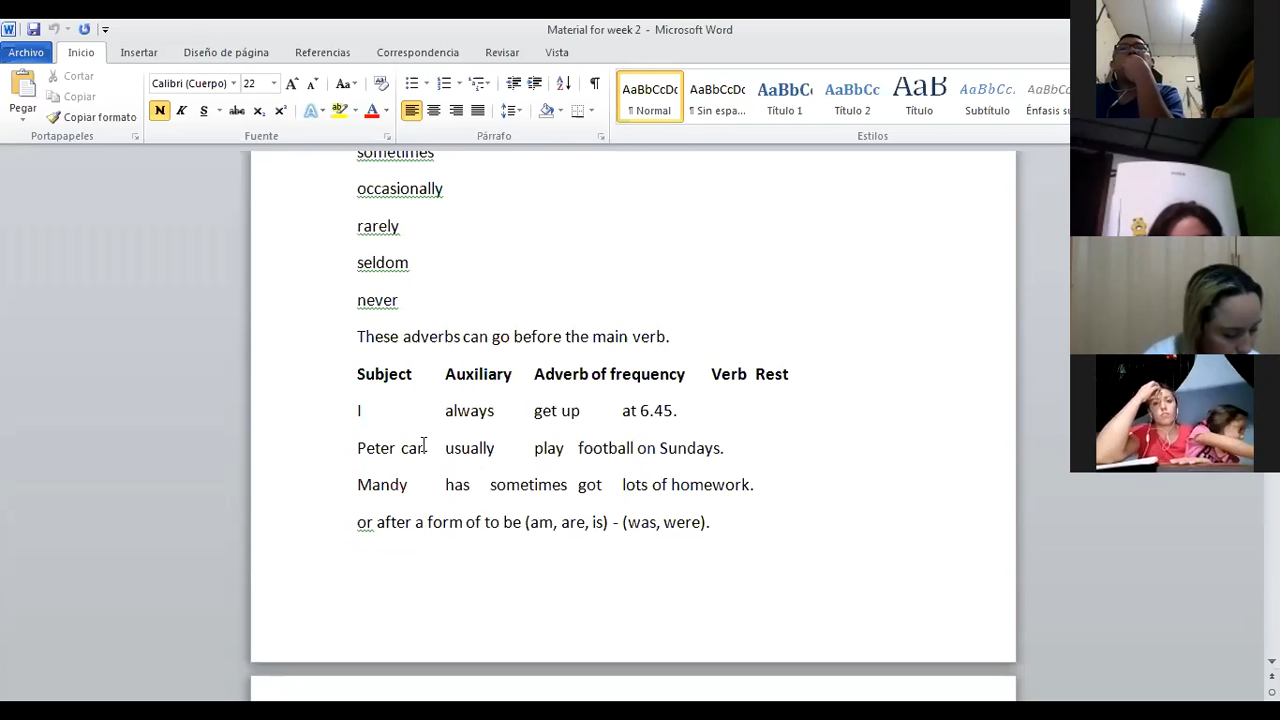 Material for week 2 - Microsoft Word
Archivo Inicio Insertar Diseño de página Referencias Correspondencia Revisar Vista
Pegar
Cortar
Copiar
Copiar formato
Portapapeles
Calibri (Cuerpo) 22
N K S abc x₂ x²
Fuente
Párrafo
AaBbCcDc AaBbCcDc AaBbC AaBbCc AaB AaBbCc. AaBbCc
¶ Normal ¶ Sin espa... Título 1 Título 2 Título Subtítulo Énfasis su
Estilos
sometimes
occasionally
rarely
seldom
never
These adverbs can go before the main verb.
Subject Auxiliary Adverb of frequency Verb Rest
I always get up at 6.45.
Peter can usually play football on Sundays.
Mandy has sometimes got lots of homework.
or after a form of to be (am, are, is) - (was, were).